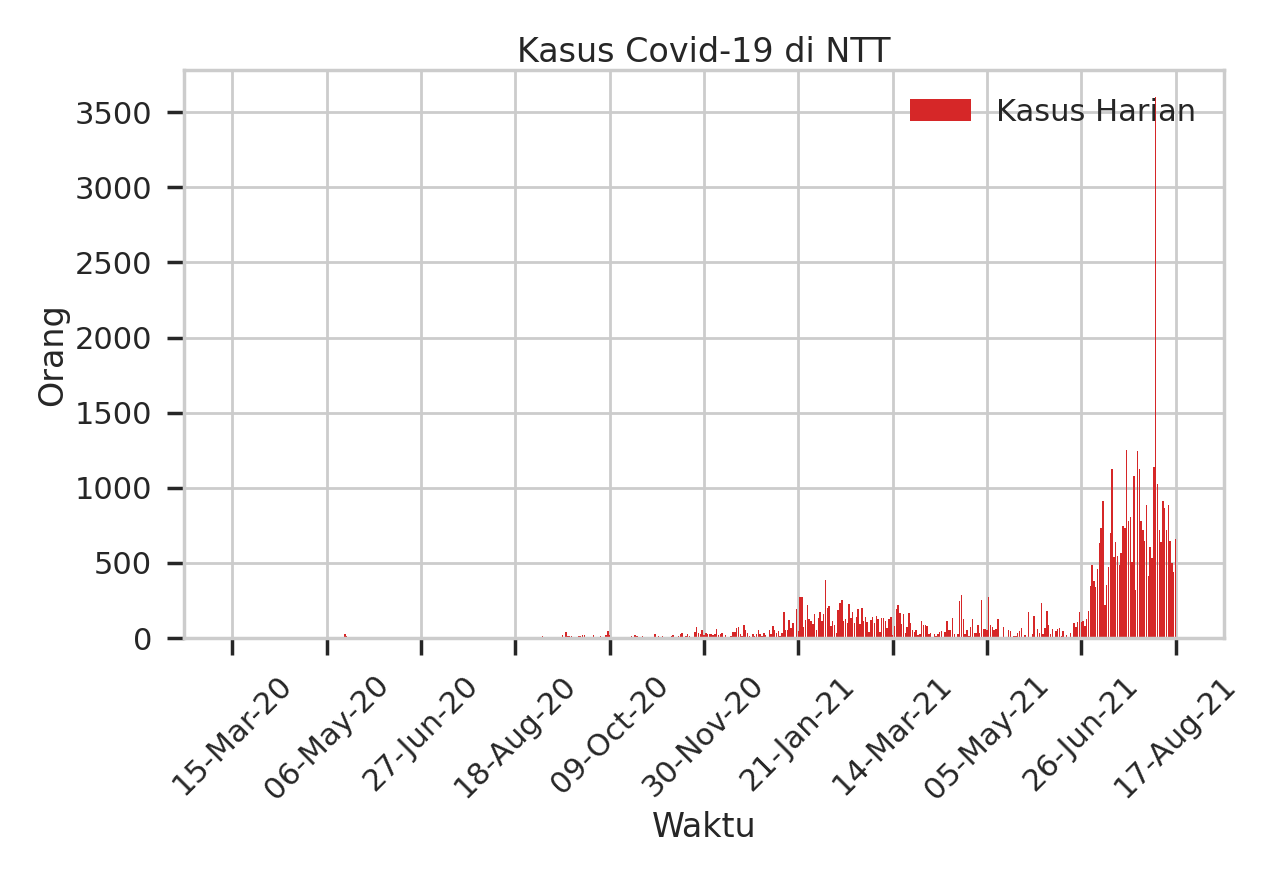 Kasus Covid-19 di NTT
Kasus Harian
3500
3000
2500
2000
1500
1000
500
0
Orang
15-Mar-20
06-May-20
27-Jun-20
18-Aug-20
09-Oct-20
30-Nov-20
21-Jan-21
14-Mar-21
05-May-21
26-Jun-21
17-Aug-21
Waktu